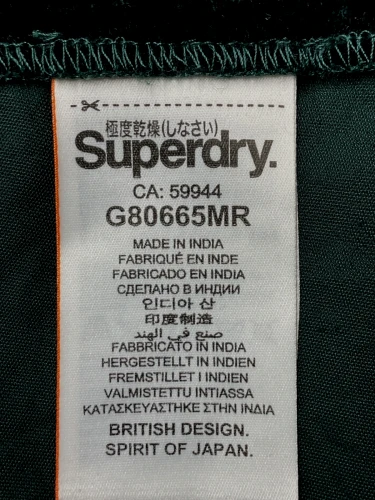 極度乾燥(しなさい)
Superdry.
CA: 59944
G80665MR
MADE IN INDIA
FABRIQUÉ EN INDE
FABRICADO EN INDIA
СДЕЛАНО В ИНДИИ
인디아 산
印度制造
صنع في الهند
FABBRICATO IN INDIA
HERGESTELLT IN INDIEN
FREMSTILLET I INDIEN
VALMISTETTU INTIASSA
ΚΑΤΑΣΚΕΥΑΣΤΗΚΕ ΣΤΗΝ ΙΝΔΙΑ
BRITISH DESIGN.
SPIRIT OF JAPAN.